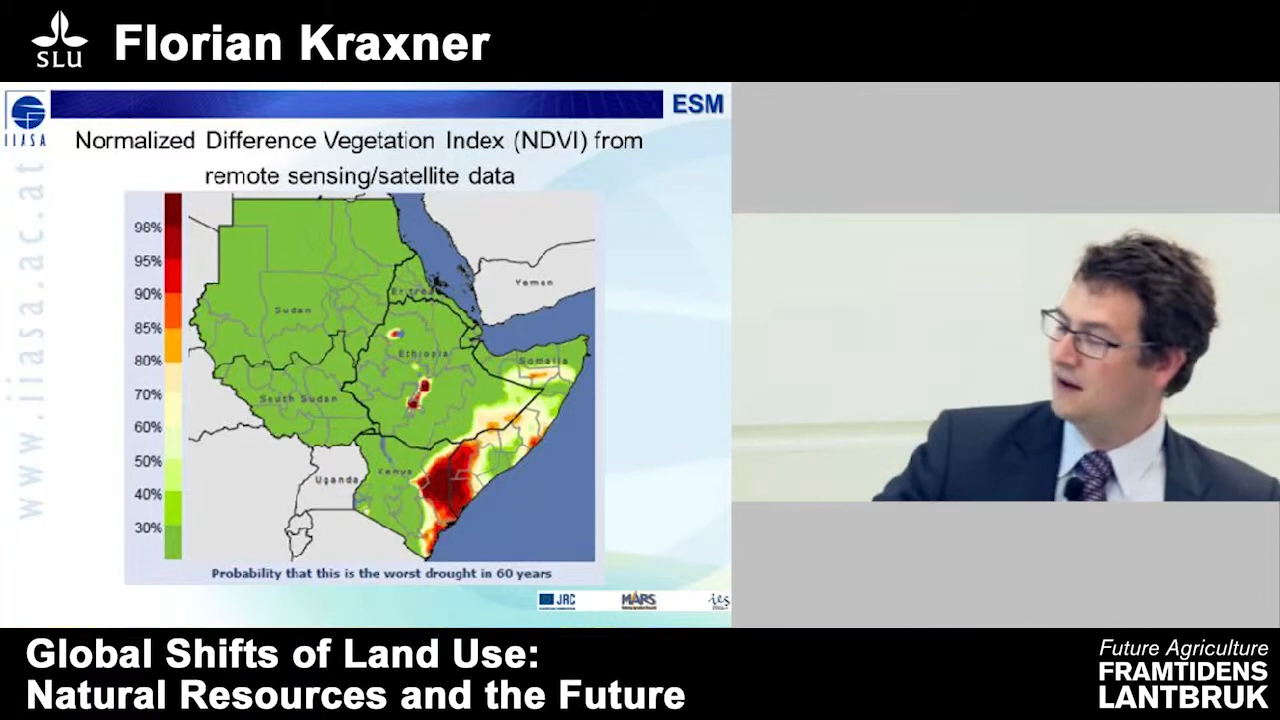 SLU
Florian Kraxner
IIASA
ESM
Normalized Difference Vegetation Index (NDVI) from
remote sensing/satellite data
www.iiasa.ac.at
98%
95%
90%
85%
80%
70%
60%
50%
40%
30%
Yemen
Eritrea
Sudan
Ethiopia
Somalia
South Sudan
Kenya
Uganda
Probability that this is the worst drought in 60 years
JRC
MARS
ies
Global Shifts of Land Use:
Natural Resources and the Future
Future Agriculture
FRAMTIDENS
LANTBRUK